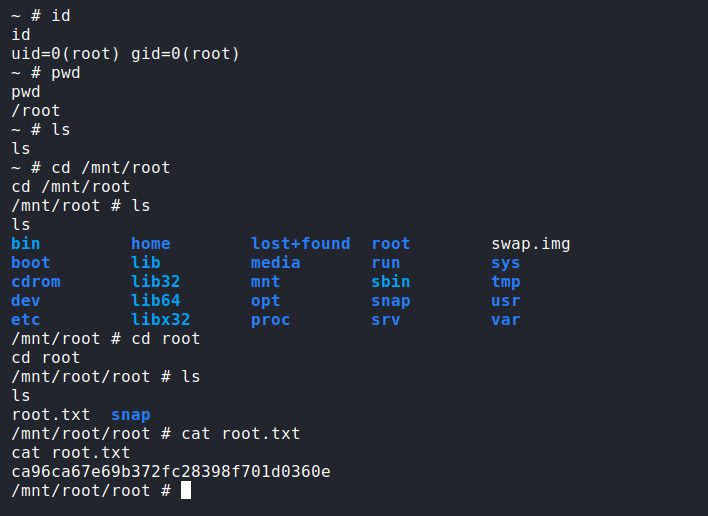 ~ # id
id
uid=0(root) gid=0(root)
~ # pwd
pwd
/root
~ # ls
ls
~ # cd /mnt/root
cd /mnt/root
/mnt/root # ls
ls
bin         home        lost+found  root        swap.img
boot        lib         media       run         sys
cdrom       lib32       mnt         sbin        tmp
dev         lib64       opt         snap        usr
etc         libx32      proc        srv         var
/mnt/root # cd root
cd root
/mnt/root/root # ls
ls
root.txt  snap
/mnt/root/root # cat root.txt
cat root.txt
ca96ca67e69b372fc28398f701d0360e
/mnt/root/root #